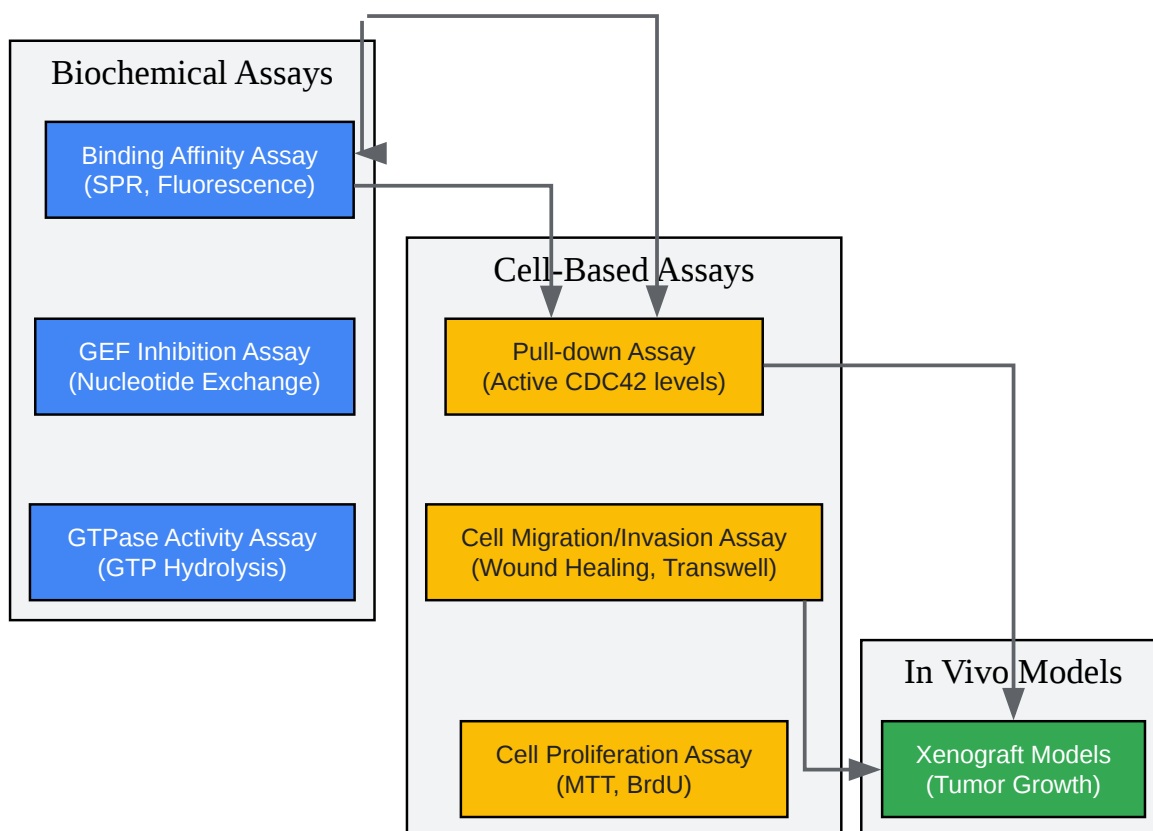 Biochemical Assays
Binding Affinity Assay
(SPR, Fluorescence)
GEF Inhibition Assay
(Nucleotide Exchange)
GTPase Activity Assay
(GTP Hydrolysis)
Cell-Based Assays
Pull-down Assay
(Active CDC42 levels)
Cell Migration/Invasion Assay
(Wound Healing, Transwell)
Cell Proliferation Assay
(MTT, BrdU)
In Vivo Models
Xenograft Models
(Tumor Growth)